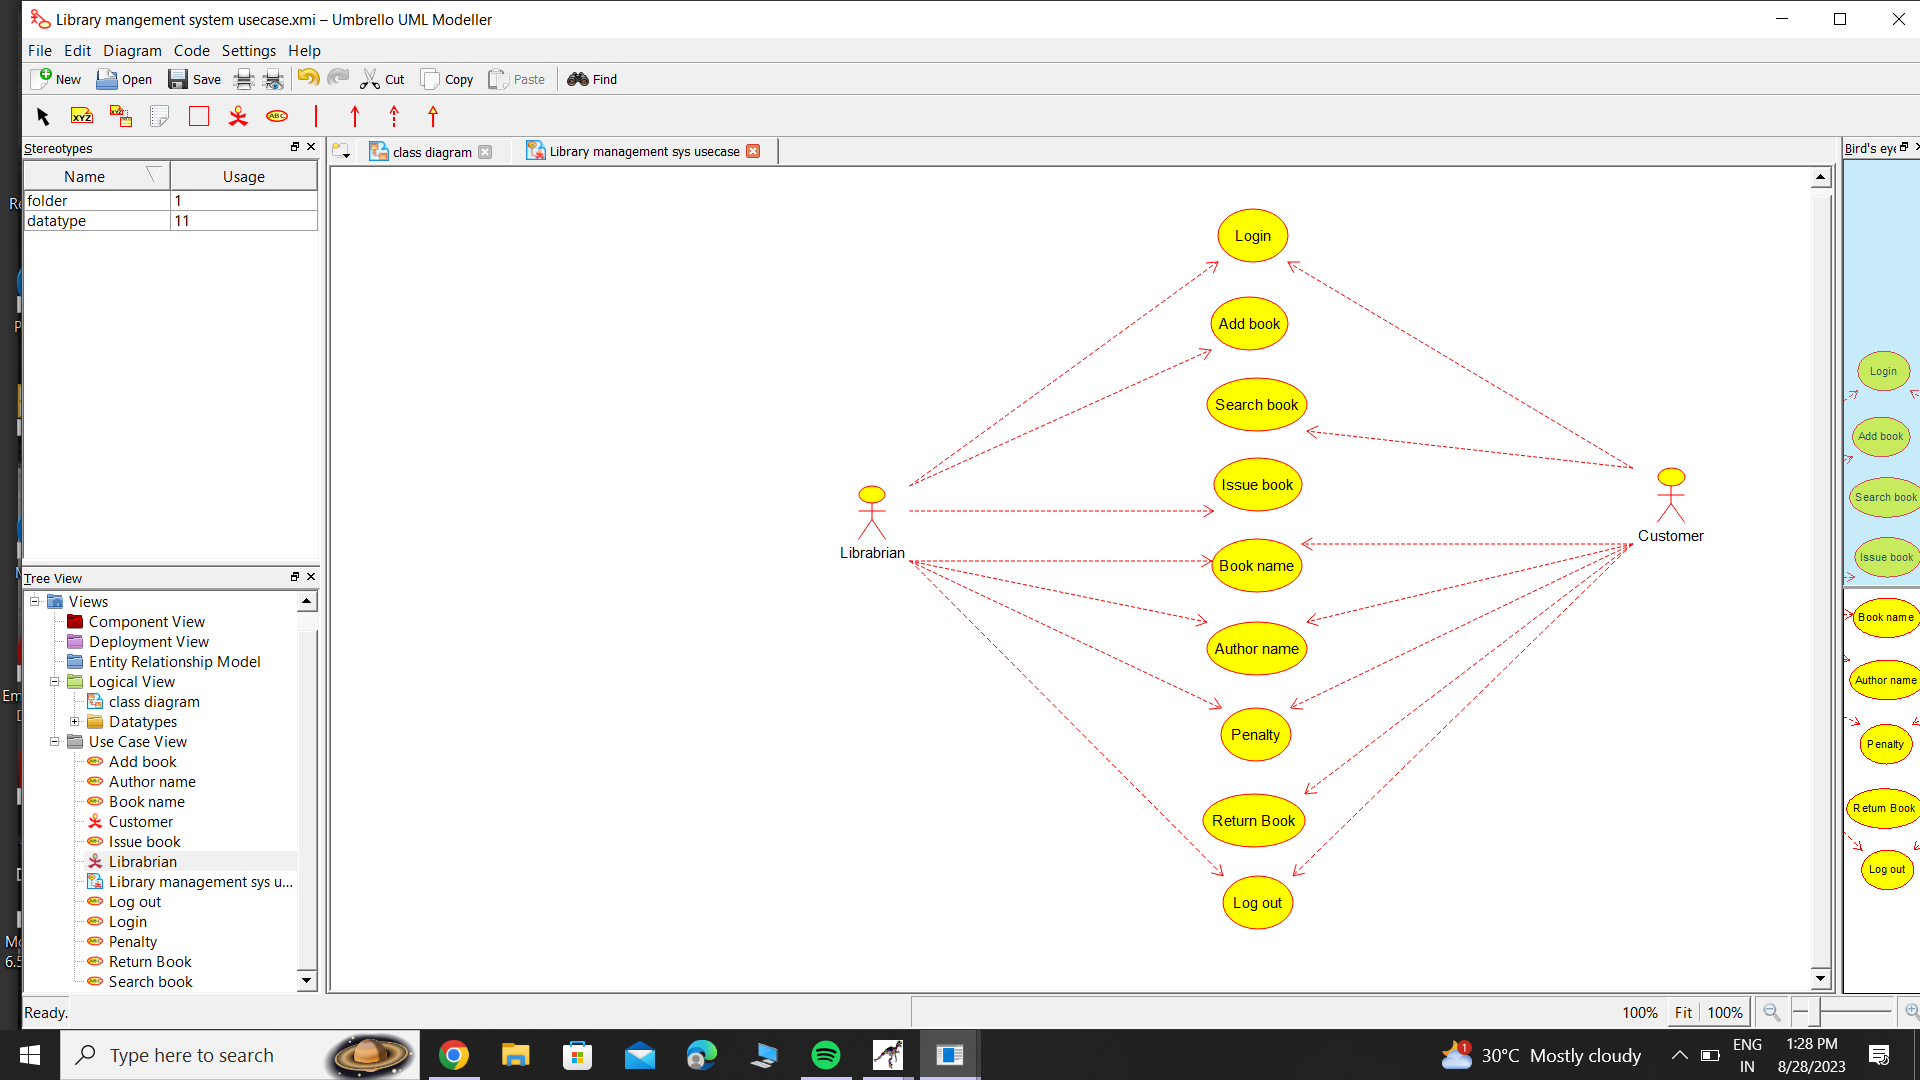 Library mangement system usecase.xmi – Umbrello UML Modeller
File Edit Diagram Code Settings Help
New Open Save Cut Copy Paste Find
XYZ XYZ ABC
Stereotypes
Name Usage
folder 1
datatype 11
class diagram Library management sys usecase
Bird's eye
Login
Add book
Search book
Issue book
Book name
Author name
Penalty
Return Book
Log out
Librabrian
Customer
Login
Add book
Search book
Issue book
Book name
Author name
Penalty
Return Book
Log out
Tree View
Views
Component View
Deployment View
Entity Relationship Model
Logical View
class diagram
Datatypes
Use Case View
Add book
Author name
Book name
Customer
Issue book
Librabrian
Library management sys u...
Log out
Login
Penalty
Return Book
Search book
Ready.
100% Fit 100%
Type here to search
1
30°C Mostly cloudy
ENG
IN
1:28 PM
8/28/2023